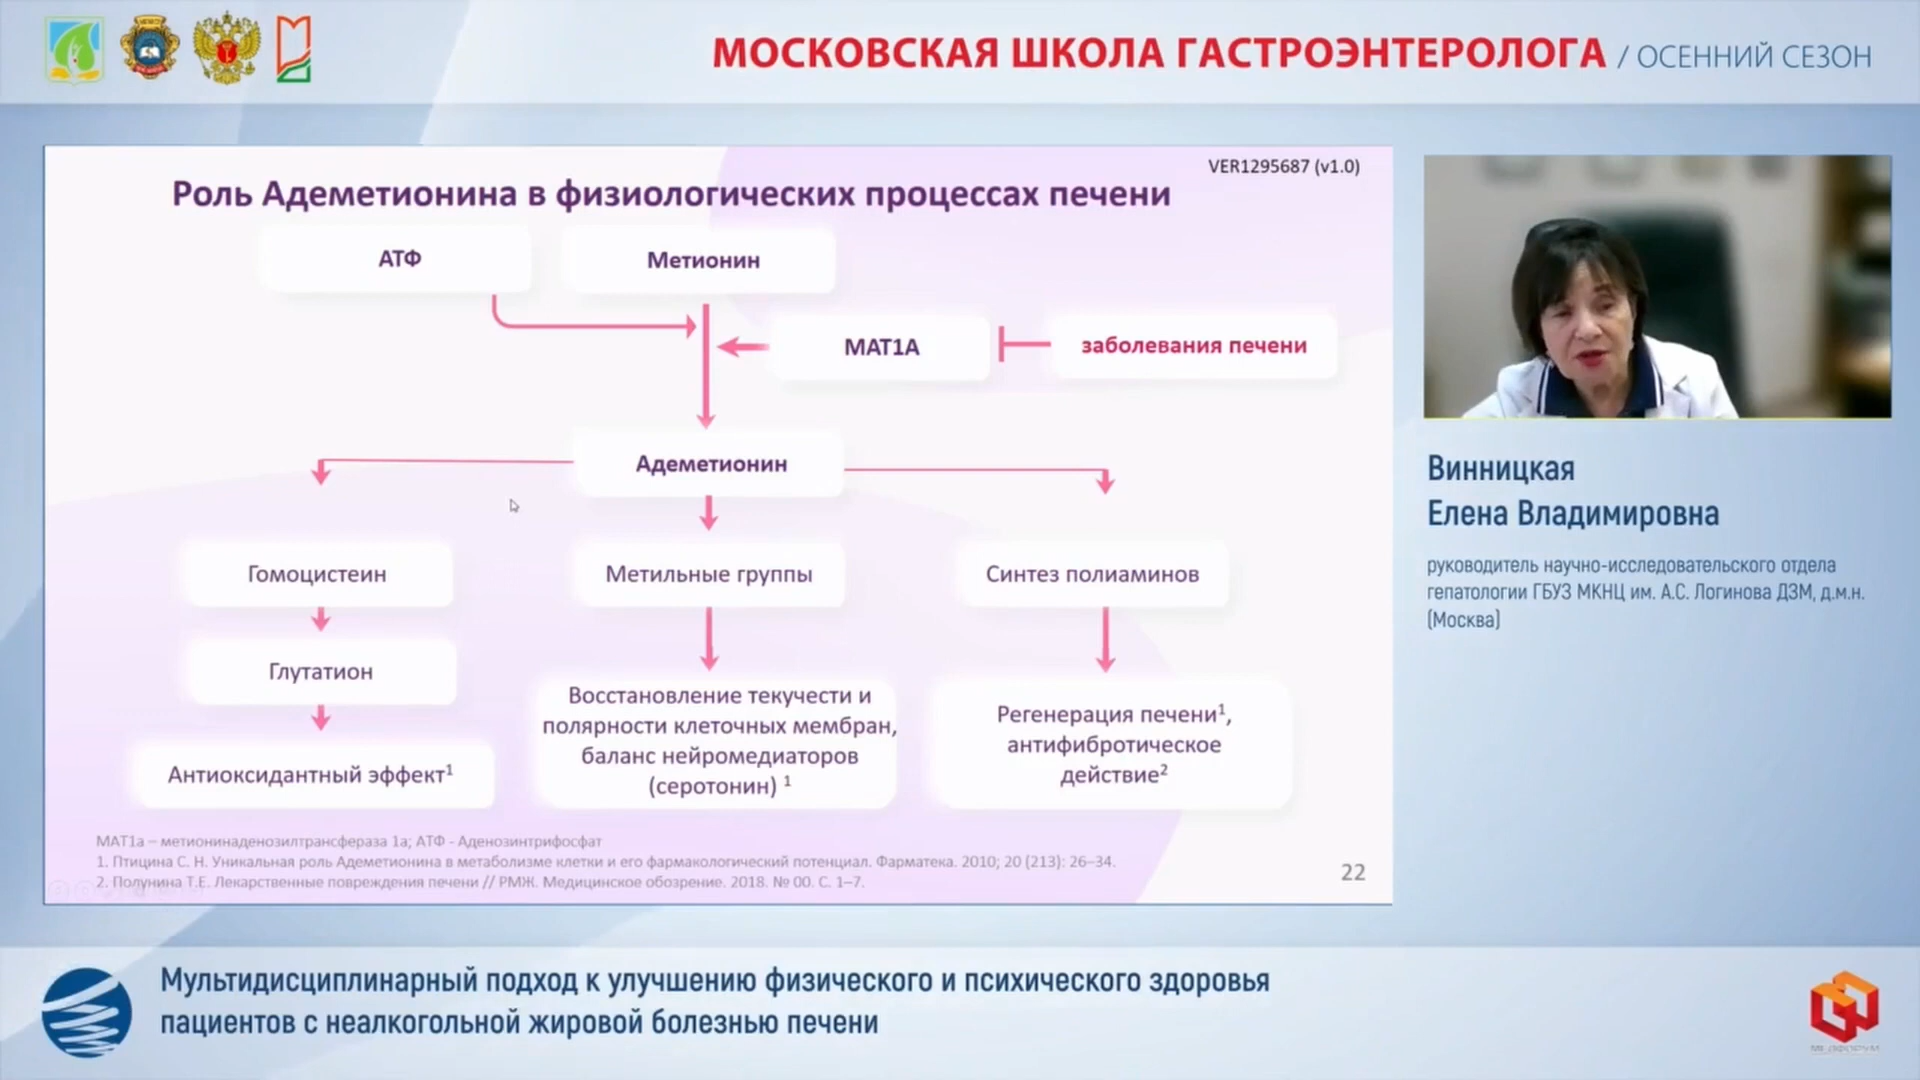 МОСКОВСКАЯ ШКОЛА ГАСТРОЭНТЕРОЛОГА / ОСЕННИЙ СЕЗОН
VER1295687 (v1.0)
Роль Адеметионина в физиологических процессах печени
АТФ
Метионин
МАТ1А
заболевания печени
Адеметионин
Гомоцистеин
Метильные группы
Синтез полиаминов
Глутатион
Восстановление текучести и
полярности клеточных мембран,
баланс нейромедиаторов
(серотонин) ¹
Регенерация печени¹,
антифибротическое
действие²
Антиоксидантный эффект¹
МАТ1а – метионинаденозилтрансфераза 1а; АТФ - Аденозинтрифосфат
1. Птицина С. Н. Уникальная роль Адеметионина в метаболизме клетки и его фармакологический потенциал. Фарматека. 2010; 20 (213): 26–34.
2. Полунина Т.Е. Лекарственные повреждения печени // РМЖ. Медицинское обозрение. 2018. № 00. С. 1–7.
22
Винницкая
Елена Владимировна
руководитель научно-исследовательского отдела
гепатологии ГБУЗ МКНЦ им. А.С. Логинова ДЗМ, д.м.н.
(Москва)
Мультидисциплинарный подход к улучшению физического и психического здоровья
пациентов с неалкогольной жировой болезнью печени
МЕДФОРУМ